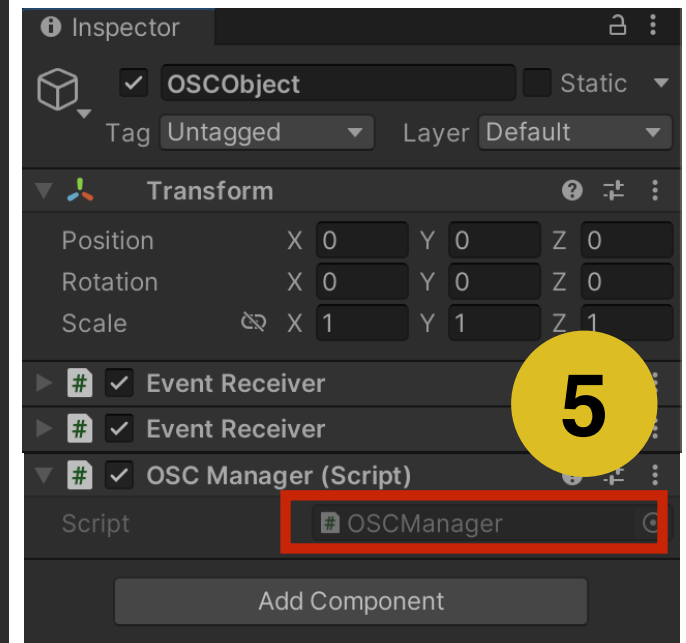 Inspector
OSCObject Static
Tag Untagged Layer Default
Transform
Position X 0 Y 0 Z 0
Rotation X 0 Y 0 Z 0
Scale X 1 Y 1 Z 1
# Event Receiver
5
# Event Receiver
# OSC Manager (Script)
Script # OSCManager
Add Component